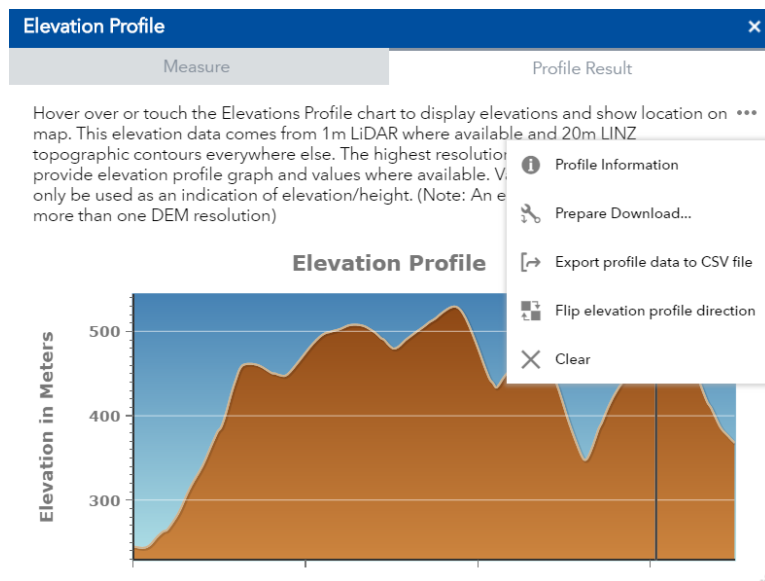 Elevation Profile
Measure
Profile Result
Hover over or touch the Elevations Profile chart to display elevations and show location on
map. This elevation data comes from 1m LiDAR where available and 20m LINZ
topographic contours everywhere else. The highest resolution
provide elevation profile graph and values where available.
only be used as an indication of elevation/height. (Note: An
more than one DEM resolution)
Profile Information
Prepare Download...
Export profile data to CSV file
Flip elevation profile direction
Clear
Elevation Profile
Elevation in Meters
500
400
300